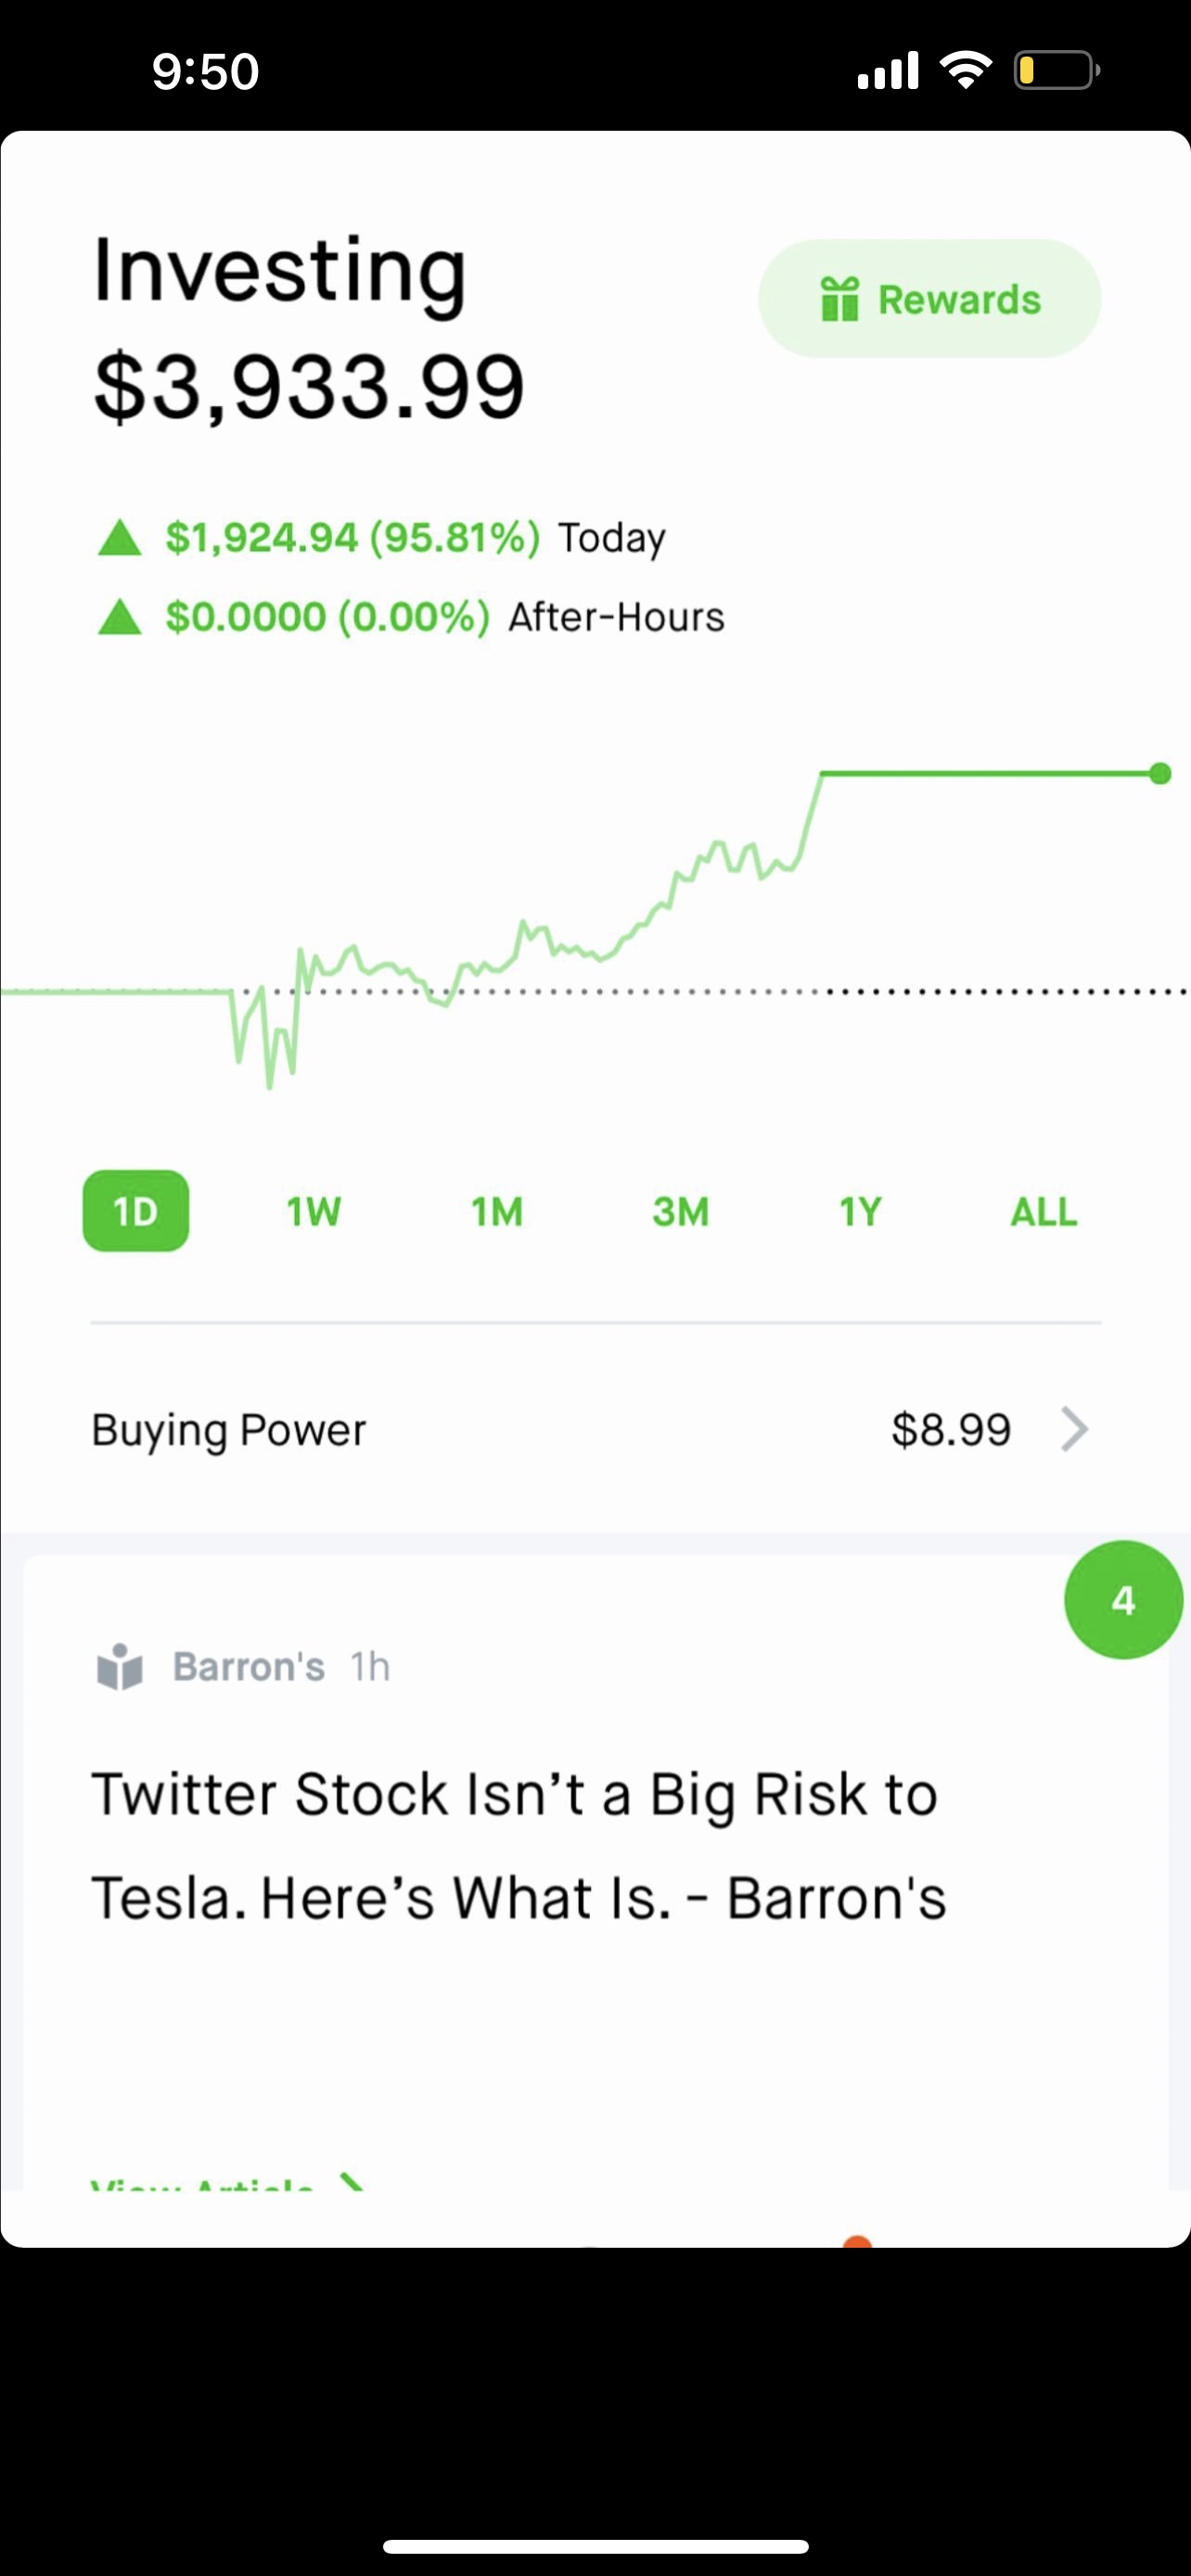 9:50
Investing
Rewards
$3,933.99
$1,924.94 (95.81%) Today
$0.0000 (0.00%) After-Hours
1D 1W 1M 3M 1Y ALL
Buying Power $8.99
4
Barron's 1h
Twitter Stock Isn’t a Big Risk to
Tesla. Here’s What Is. - Barron's
View Article